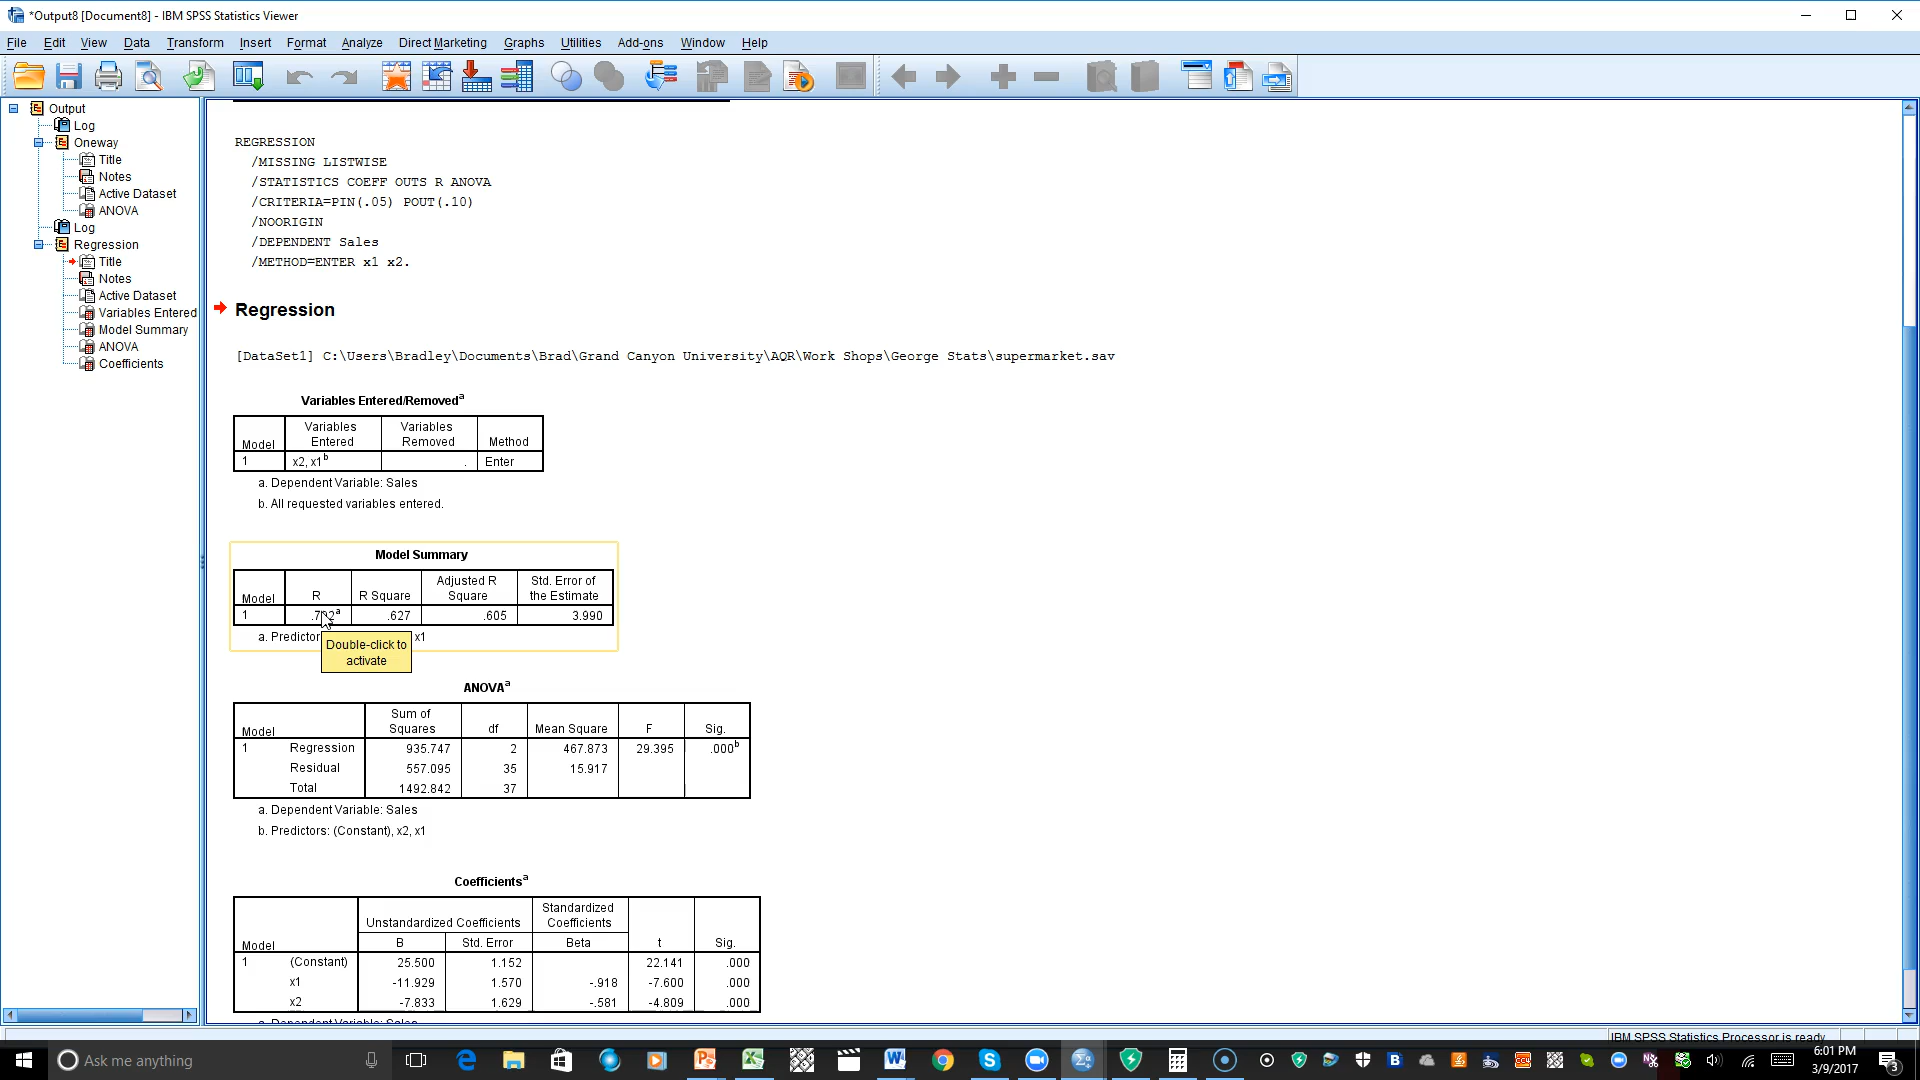 *Output8 [Document8] - IBM SPSS Statistics Viewer
File Edit View Data Transform Insert Format Analyze Direct Marketing Graphs Utilities Add-ons Window Help
Output
Log
Oneway
Title
Notes
Active Dataset
ANOVA
Log
Regression
Title
Notes
Active Dataset
Variables Entered
Model Summary
ANOVA
Coefficients
REGRESSION
/MISSING LISTWISE
/STATISTICS COEFF OUTS R ANOVA
/CRITERIA=PIN(.05) POUT(.10)
/NOORIGIN
/DEPENDENT Sales
/METHOD=ENTER x1 x2.
Regression
[DataSet1] C:\Users\Bradley\Documents\Brad\Grand Canyon University\AQR\Work Shops\George Stats\supermarket.sav
Variables Entered/Removed a
Model Variables Entered Variables Removed Method
1 x2, x1 b . Enter
a. Dependent Variable: Sales
b. All requested variables entered.
Model Summary
Model R R Square Adjusted R Square Std. Error of the Estimate
1 .627 .605 3.990
a. x1
Double-click to
activate
ANOVA a
Model Sum of Squares df Mean Square F Sig.
1 Regression 935.747 2 467.873 29.395 .000 b
Residual 557.095 35 15.917
Total 1492.842 37
a. Dependent Variable: Sales
b. Predictors: (Constant), x2, x1
Coefficients a
Model Unstandardized Coefficients Standardized Coefficients t Sig.
B Std. Error Beta
1 (Constant) 25.500 1.152 22.141 .000
x1 -11.929 1.570 -.918 -7.600 .000
x2 -7.833 1.629 -.581 -4.809 .000
IBM SPSS Statistics Processor is ready
Ask me anything
6:01 PM
3/9/2017
3